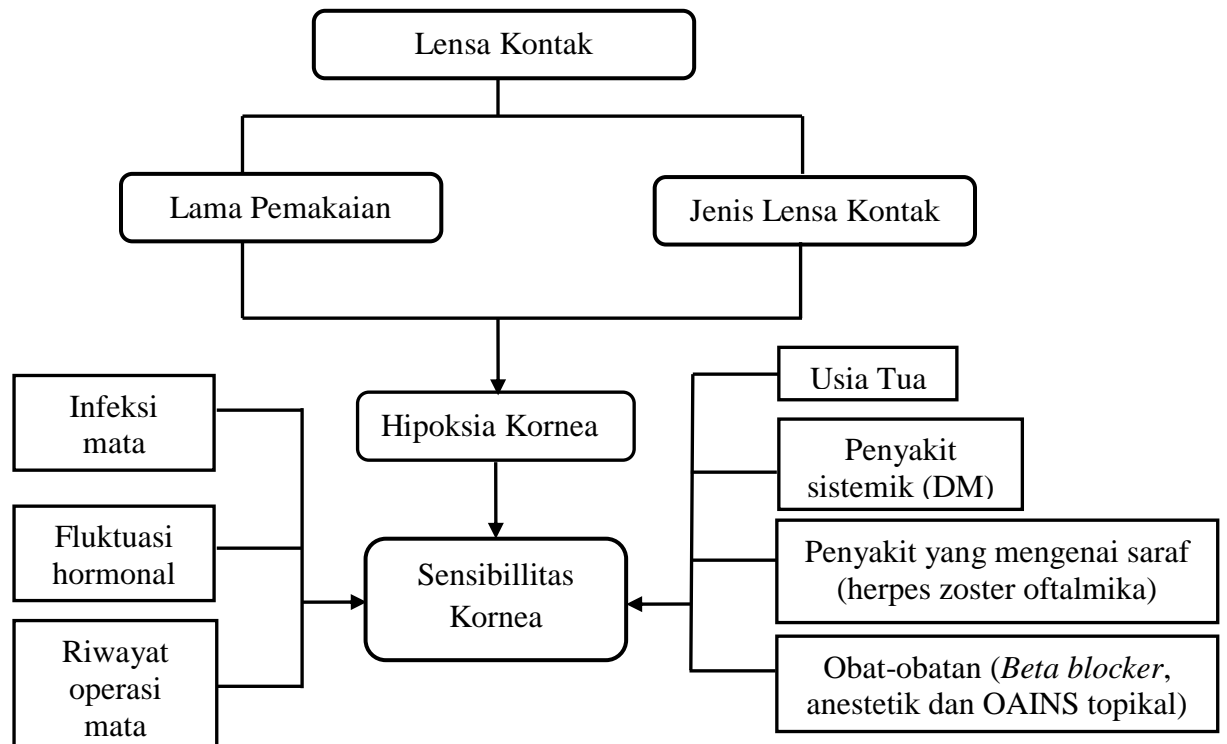 Lensa Kontak
Lama Pemakaian
Jenis Lensa Kontak
Hipoksia Kornea
Infeksi
mata
Fluktuasi
hormonal
Riwayat
operasi
mata
Sensibillitas
Kornea
Usia Tua
Penyakit
sistemik (DM)
Penyakit yang mengenai saraf
(herpes zoster oftalmika)
Obat-obatan (Beta blocker,
anestetik dan OAINS topikal)